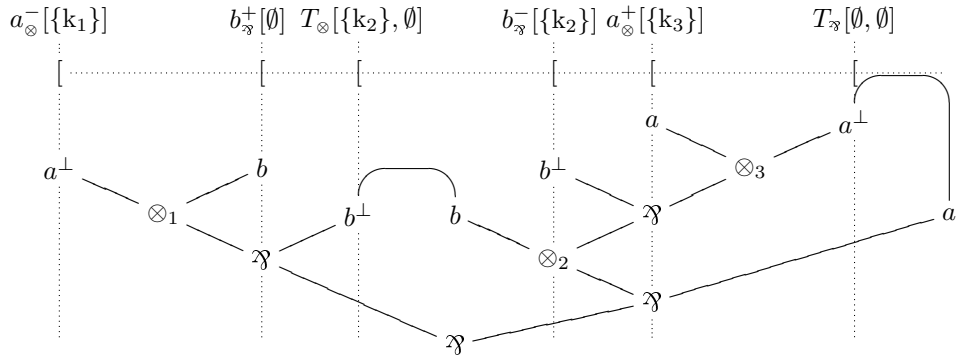 a⊗⁻[{k₁}] b⅋⁺[∅] T⊗[{k₂}, ∅] b⅋⁻[{k₂}] a⊗⁺[{k₃}] T⅋[∅, ∅]
[ [ [ [ [ [
a a⊥
a⊥ b b⊥ ⊗₃
⊗₁ b⊥ b ⅋ a
⅋ ⊗₂
⅋
⅋